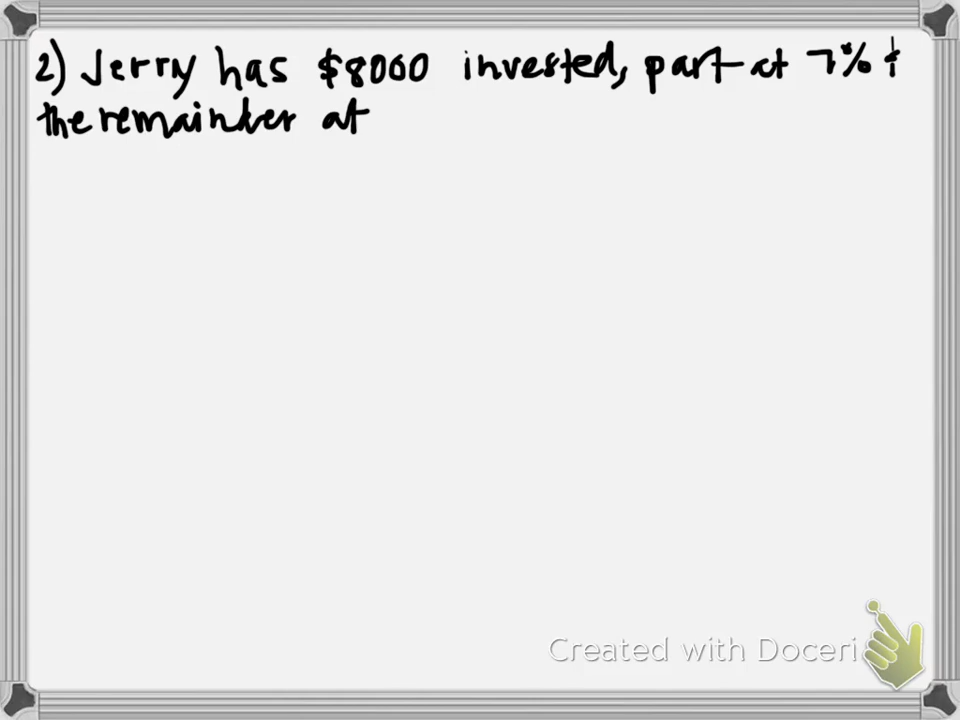 2) Jerry has $8000 invested, part at 7% &
the remainder at
Created with Doceri